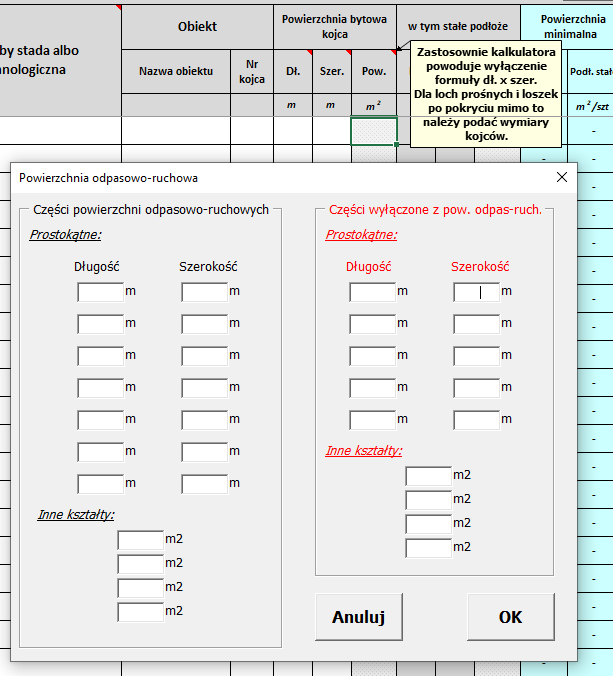 by stada albo
nologiczna
Obiekt
Nazwa obiektu
Nr
kojca
Powierzchnia bytowa
kojca
Dł.
Szer.
Pow.
m
m
m²
w tym stałe podłoże
Powierzchnia
minimalna
Podł. stałe
m²/szt
Zastosownie kalkulatora
powoduje wyłączenie
formuły dł. x szer.
Dla loch prośnych i loszek
po pokryciu mimo to
należy podać wymiary
kojców.
Powierzchnia odpasowo-ruchowa
Części powierzchni odpasowo-ruchowych
Prostokątne:
Długość
Szerokość
m
m
m
m
m
m
m
m
m
m
m
m
m
m
Inne kształty:
m2
m2
m2
m2
Części wyłączone z pow. odpas-ruch.
Prostokątne:
Długość
Szerokość
m
m
m
m
m
m
m
m
m
m
Inne kształty:
m2
m2
m2
m2
Anuluj
OK